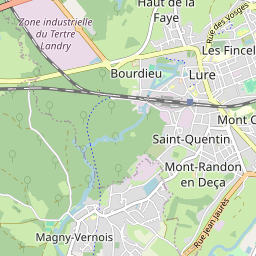 Haut de la
Faye
Zone industrielle
du Tertre
Landry
Rue des Vosges
Les Fincel
Bourdieu
Lure
Mont C
Saint-Quentin
Mont-Randon
en Deça
Rue Jean Jaurès
Magny-Vernois